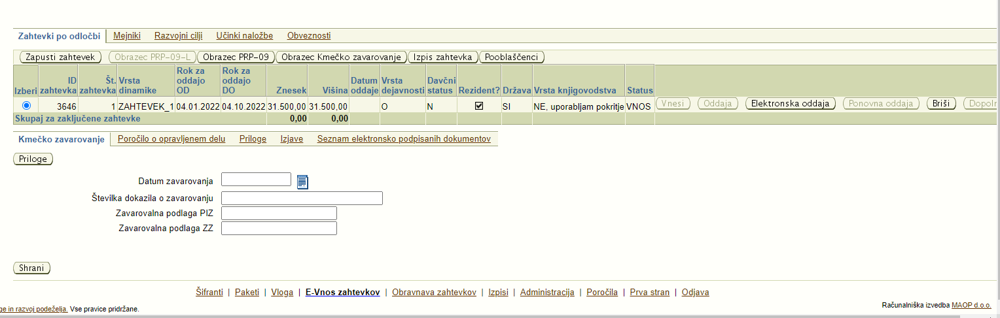 Zahtevki po odločbi Mejniki Razvojni cilji Učinki naložbe Obveznosti
Zapusti zahtevek Obrazec PRP-09-L Obrazec PRP-09 Obrazec Kmečko zavarovanje Izpis zahtevka Pooblaščenci
Izberi ID zahtevka Št. zahtevka Vrsta dinamike Rok za oddajo OD Rok za oddajo DO Znesek Višina Datum oddaje Vrsta dejavnosti Davčni status Rezident? Država Vrsta knjigovodstva Status
3646 1 ZAHTEVEK_1 04.01.2022 04.10.2022 31.500,00 31.500,00 O N SI NE, uporabljam pokritje VNOS Vnesi Oddaja Elektronska oddaja Ponovna oddaja Briši Dopoln
Skupaj za zaključene zahtevke 0,00 0,00
Kmečko zavarovanje Poročilo o opravljenem delu Priloge Izjave Seznam elektronsko podpisanih dokumentov
Priloge
Datum zavarovanja
Številka dokazila o zavarovanju
Zavarovalna podlaga PIZ
Zavarovalna podlaga ZZ
Shrani
Šifranti | Paketi | Vloga | E-Vnos zahtevkov | Obravnava zahtevkov | Izpisi | Administracija | Poročila | Prva stran | Odjava
ge in razvoj podeželja. Vse pravice pridržane.
Računalniška izvedba MAOP d.o.o.